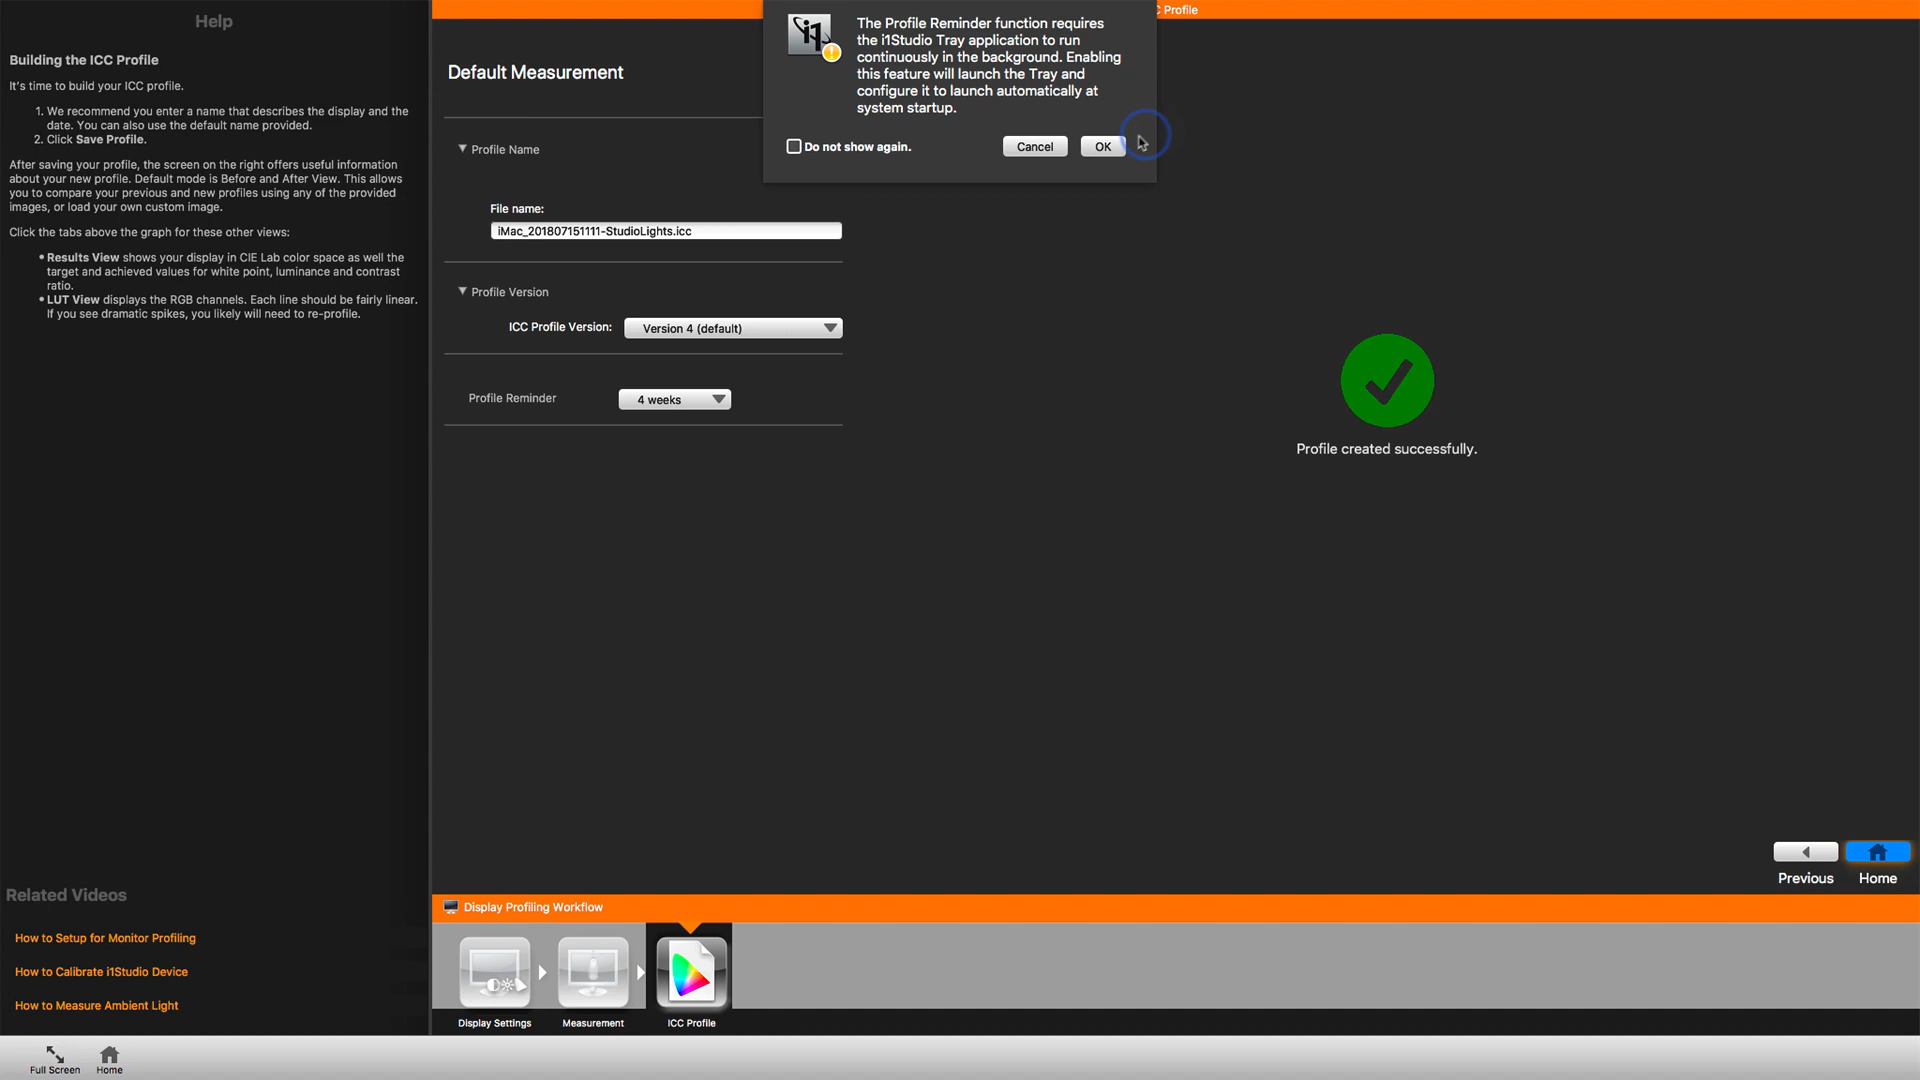 Help
Building the ICC Profile
It's time to build your ICC profile.
1. We recommend you enter a name that describes the display and the
date. You can also use the default name provided.
2. Click Save Profile.
After saving your profile, the screen on the right offers useful information
about your new profile. Default mode is Before and After View. This allows
you to compare your previous and new profiles using any of the provided
images, or load your own custom image.
Click the tabs above the graph for these other views:
• Results View shows your display in CIE Lab color space as well the
target and achieved values for white point, luminance and contrast
ratio.
• LUT View displays the RGB channels. Each line should be fairly linear.
If you see dramatic spikes, you likely will need to re-profile.
Related Videos
How to Setup for Monitor Profiling
How to Calibrate i1Studio Device
How to Measure Ambient Light
Full Screen
Home
Profile
Default Measurement
Profile Name
File name:
iMac_201807151111-StudioLights.icc
Profile Version
ICC Profile Version:
Version 4 (default)
Profile Reminder
4 weeks
i1
The Profile Reminder function requires
the i1Studio Tray application to run
continuously in the background. Enabling
this feature will launch the Tray and
configure it to launch automatically at
system startup.
Do not show again.
Cancel
OK
Profile created successfully.
Previous
Home
Display Profiling Workflow
Display Settings
Measurement
ICC Profile